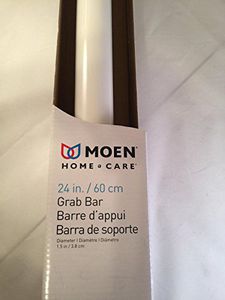 MOEN
HOME CARE
24 in. / 60 cm
Grab Bar
Barre d'appui
Barra de soporte
Diameter | Diamètre | Diámetro
1.5 in / 3.8 cm